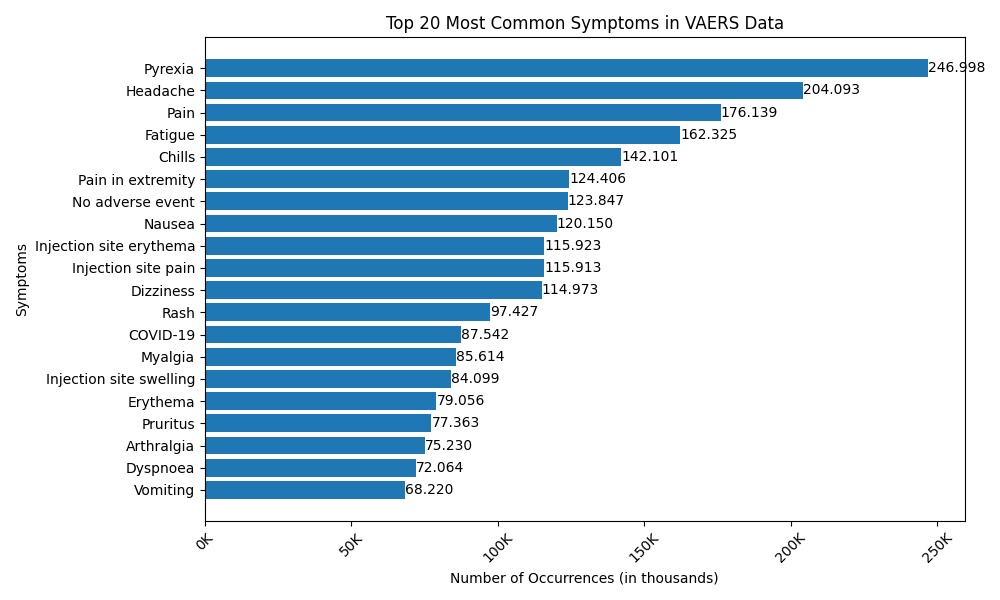 Top 20 Most Common Symptoms in VAERS Data
Symptoms
Pyrexia 246.998
Headache 204.093
Pain 176.139
Fatigue 162.325
Chills 142.101
Pain in extremity 124.406
No adverse event 123.847
Nausea 120.150
Injection site erythema 115.923
Injection site pain 115.913
Dizziness 114.973
Rash 97.427
COVID-19 87.542
Myalgia 85.614
Injection site swelling 84.099
Erythema 79.056
Pruritus 77.363
Arthralgia 75.230
Dyspnoea 72.064
Vomiting 68.220
0K 50K 100K 150K 200K 250K
Number of Occurrences (in thousands)